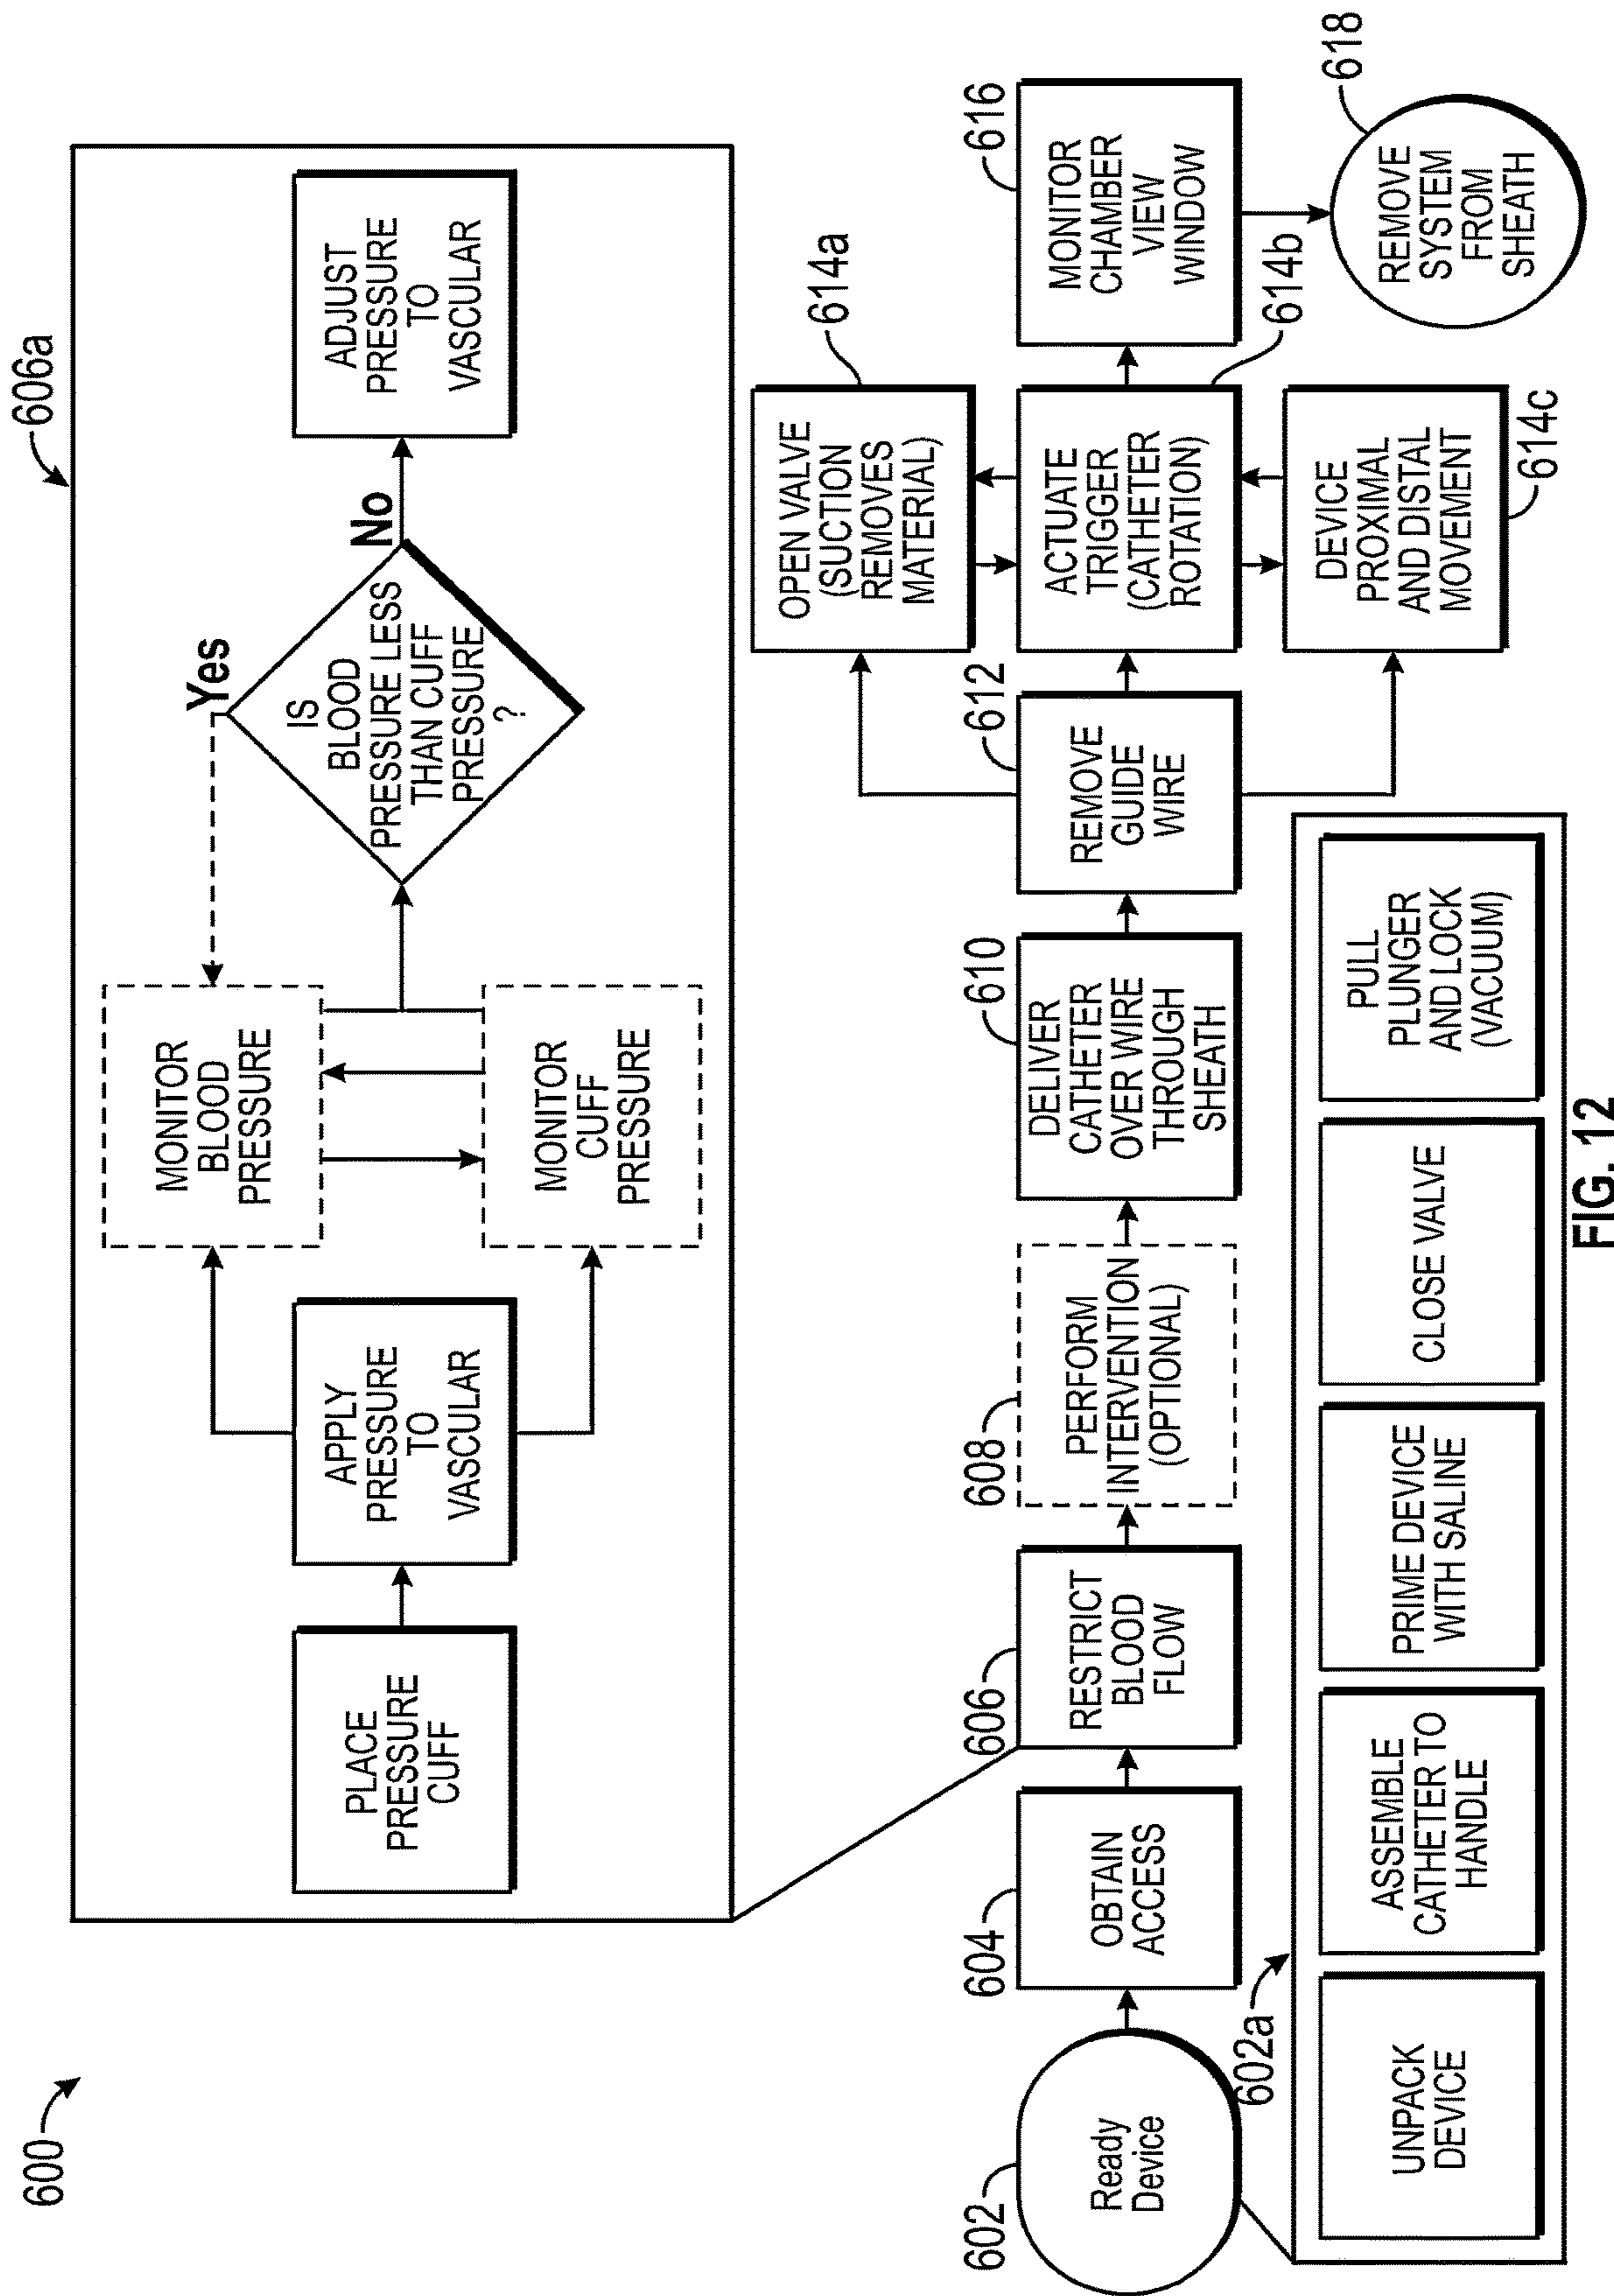 600
606a
PLACE
PRESSURE
CUFF
APPLY
PRESSURE
TO
VASCULAR
MONITOR
BLOOD
PRESSURE
MONITOR
CUFF
PRESSURE
Yes
IS
BLOOD
PRESSURE LESS
THAN CUFF
PRESSURE
?
No
ADJUST
PRESSURE
TO
VASCULAR
602
Ready
Device
604
OBTAIN
ACCESS
606
RESTRICT
BLOOD
FLOW
608
PERFORM
INTERVENTION
(OPTIONAL)
610
DELIVER
CATHETER
OVER WIRE
THROUGH
SHEATH
612
REMOVE
GUIDE
WIRE
OPEN VALVE
(SUCTION
REMOVES
MATERIAL)
614a
ACTUATE
TRIGGER
(CATHETER
ROTATION)
614b
DEVICE
PROXIMAL
AND DISTAL
MOVEMENT
614c
616
MONITOR
CHAMBER
VIEW
WINDOW
618
REMOVE
SYSTEM
FROM
SHEATH
602a
UNPACK
DEVICE
ASSEMBLE
CATHETER TO
HANDLE
PRIME DEVICE
WITH SALINE
CLOSE VALVE
PULL
PLUNGER
AND LOCK
(VACUUM)
FIG. 12